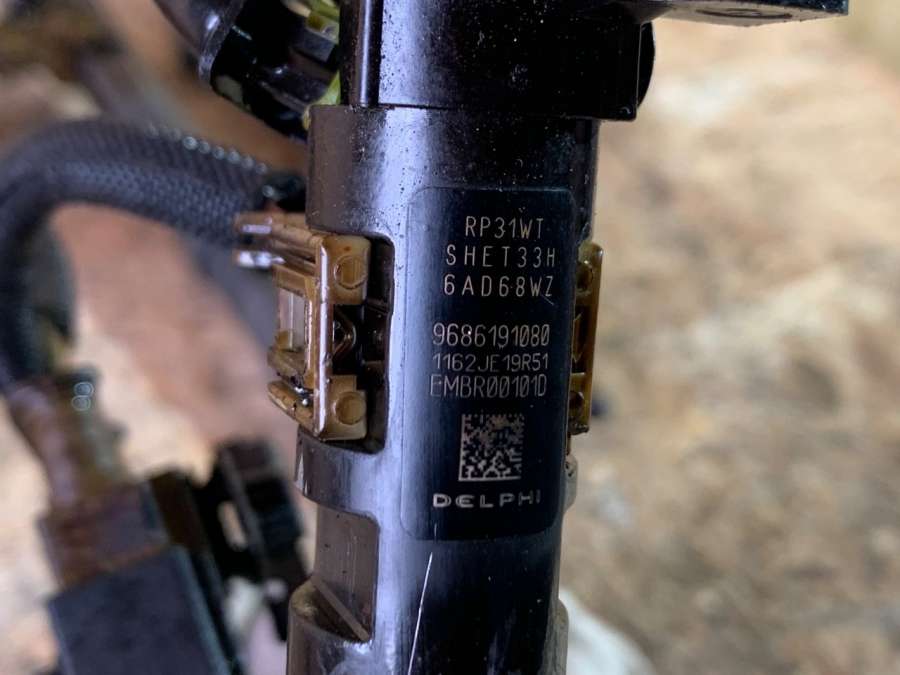 RP31WT
SHET33H
6AD68WZ
9686191080
1162JE19R51
EMBR00101D
DELPHI